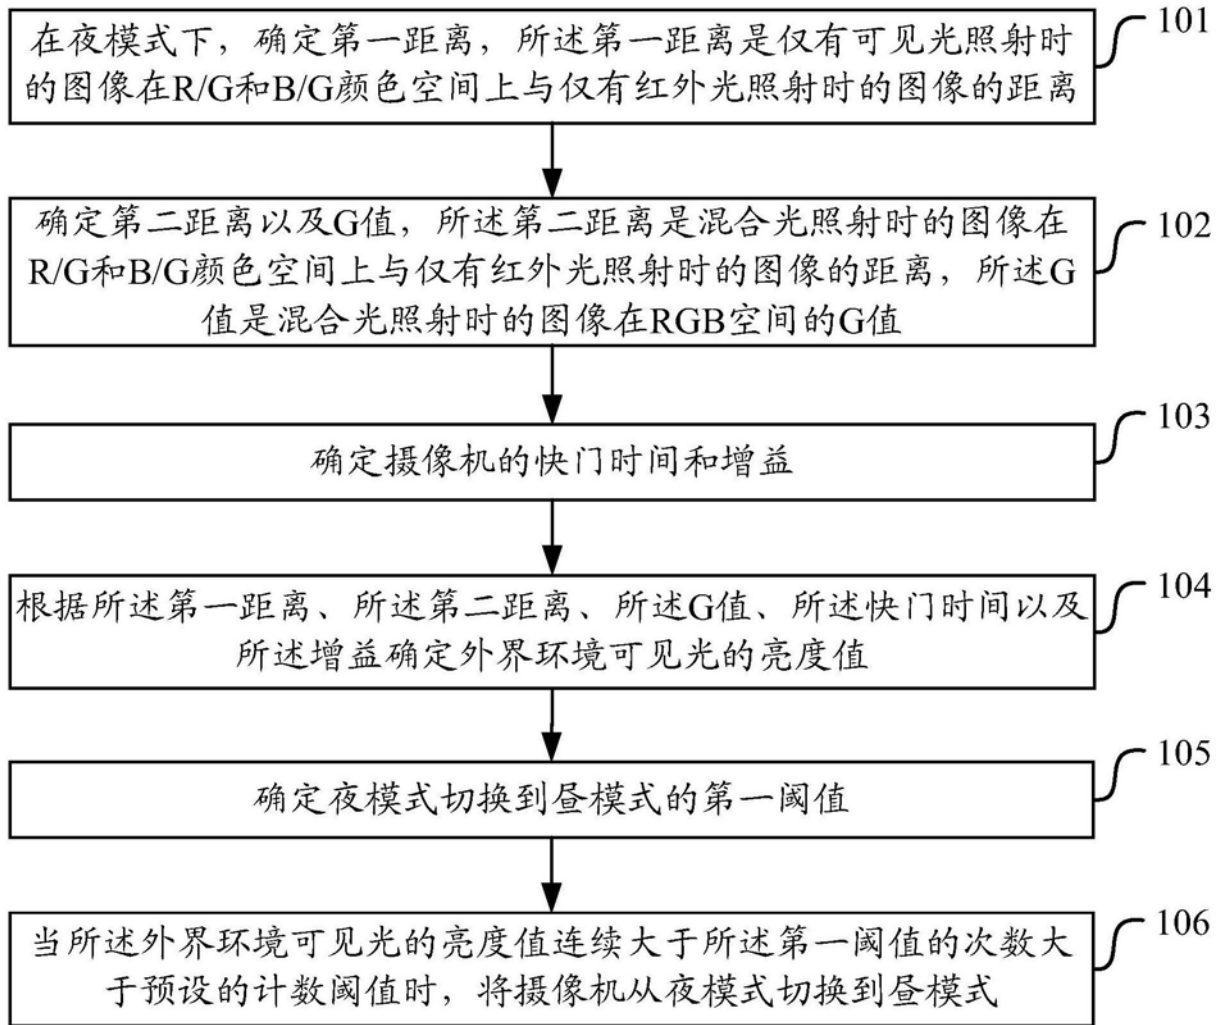 在夜模式下，确定第一距离，所述第一距离是仅有可见光照射时
的图像在R/G和B/G颜色空间上与仅有红外光照射时的图像的距离
101
确定第二距离以及G值，所述第二距离是混合光照射时的图像在
R/G和B/G颜色空间上与仅有红外光照射时的图像的距离，所述G
值是混合光照射时的图像在RGB空间的G值
102
确定摄像机的快门时间和增益
103
根据所述第一距离、所述第二距离、所述G值、所述快门时间以及
所述增益确定外界环境可见光的亮度值
104
确定夜模式切换到昼模式的第一阈值
105
当所述外界环境可见光的亮度值连续大于所述第一阈值的次数大
于预设的计数阈值时，将摄像机从夜模式切换到昼模式
106